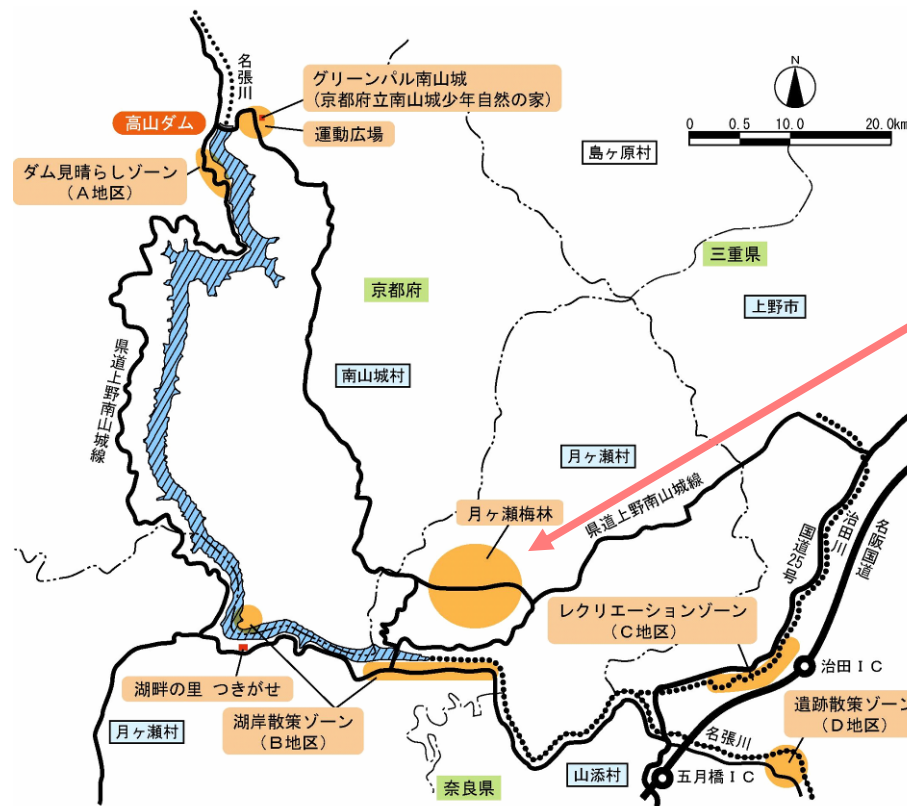 名張川
グリーンパル南山城
(京都府立南山城少年自然の家)
N
高山ダム
運動広場
0 0.5 10.0 20.0km
島ヶ原村
ダム見晴らしゾーン
(A地区)
三重県
京都府
上野市
県道上野南山城線
南山城村
月ヶ瀬村
県道上野南山城線
月ヶ瀬梅林
国道25号
治田川
名阪国道
レクリエーションゾーン
(C地区)
治田IC
湖畔の里 つきがせ
湖岸散策ゾーン
(B地区)
遺跡散策ゾーン
(D地区)
月ヶ瀬村
名張川
奈良県
山添村
五月橋IC